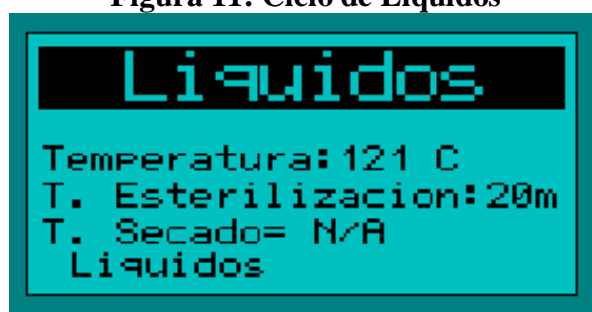 Figura 11: Ciclo de Líquidos
Liquidos
Temperatura:121 C
T. Esterilizacion:20m
T. Secado= N/A
Liquidos